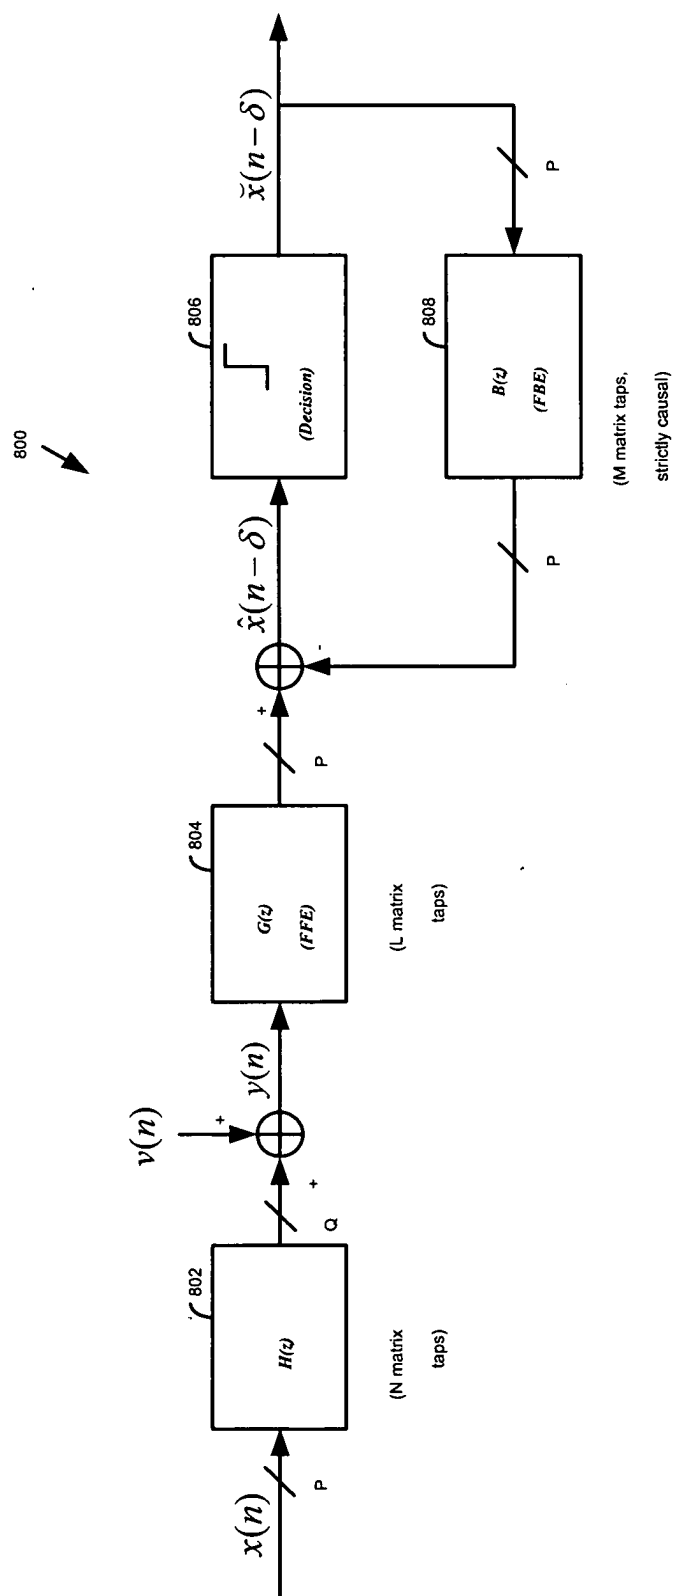 800
x(n)
P
802
H(z)
(N matrix
taps)
Q
+
v(n)
+
y(n)
804
G(z)
(FFE)
(L matrix
taps)
P
+
-
x̂(n − δ)
806
(Decision)
x̆(n − δ)
P
808
B(z)
(FBE)
P
(M matrix taps,
strictly causal)